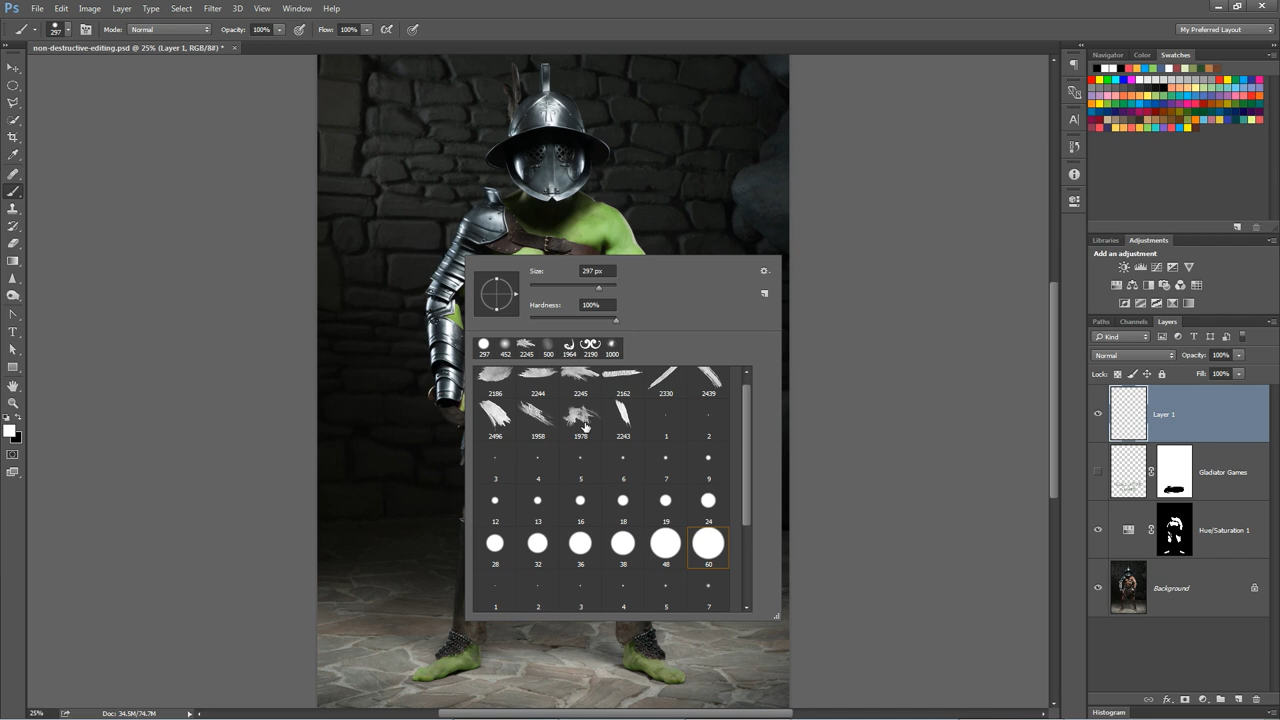 Ps File Edit Image Layer Type Select Filter 3D View Window Help
297 Mode: Normal Opacity: 100% Flow: 100% My Preferred Layout
non-destructive-editing.psd @ 25% (Layer 1, RGB/8#) * ×
Navigator Color Swatches
Libraries Adjustments
Add an adjustment
Size: 297 px
Hardness: 100%
297 452 2245 500 1964 2190 1000
2186 2244 2245 2162 2330 2439
2496 1958 1978 2243 1 2
3 4 5 6 7 9
12 13 16 18 19 24
28 32 36 38 48 60
1 2 3 4 5 7
Paths Channels Layers
Kind
Normal Opacity: 100%
Lock: Fill: 100%
Layer 1
Gladiator Games
Hue/Saturation 1
Background
25% Doc: 34.5M/74.7M
Histogram